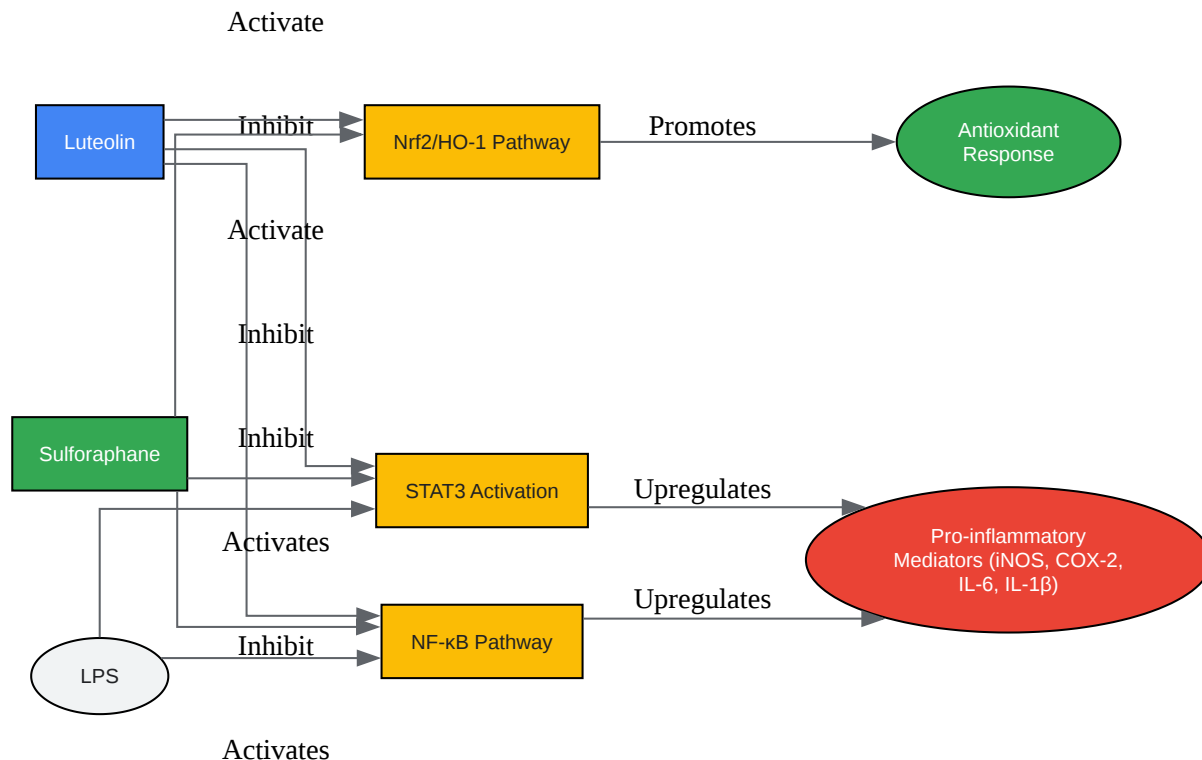 Activate
Luteolin
Inhibit
Nrf2/HO-1 Pathway
Promotes
Antioxidant
Response
Activate
Inhibit
Sulforaphane
Inhibit
STAT3 Activation
Upregulates
Activates
Pro-inflammatory
Mediators (iNOS, COX-2,
IL-6, IL-1β)
Upregulates
Inhibit
NF-κB Pathway
LPS
Activates